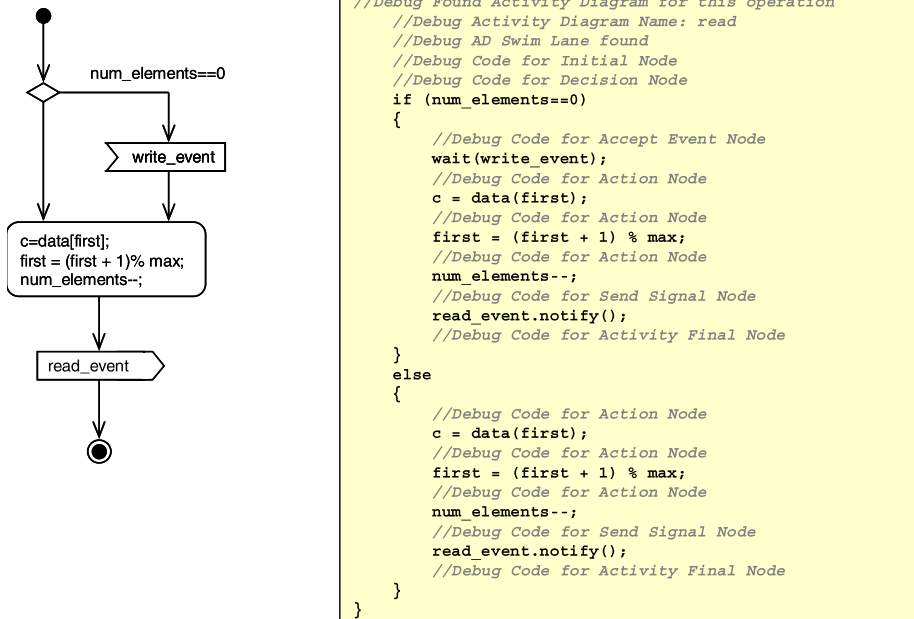 num_elements==0
write_event
c=data[first];
first = (first + 1)% max;
num_elements--;
read_event
//Debug Found Activity Diagram for this operation
//Debug Activity Diagram Name: read
//Debug AD Swim Lane found
//Debug Code for Initial Node
//Debug Code for Decision Node
if (num_elements==0)
{
//Debug Code for Accept Event Node
wait(write_event);
//Debug Code for Action Node
c = data(first);
//Debug Code for Action Node
first = (first + 1) % max;
//Debug Code for Action Node
num_elements--;
//Debug Code for Send Signal Node
read_event.notify();
//Debug Code for Activity Final Node
}
else
{
//Debug Code for Action Node
c = data(first);
//Debug Code for Action Node
first = (first + 1) % max;
//Debug Code for Action Node
num_elements--;
//Debug Code for Send Signal Node
read_event.notify();
//Debug Code for Activity Final Node
}
}